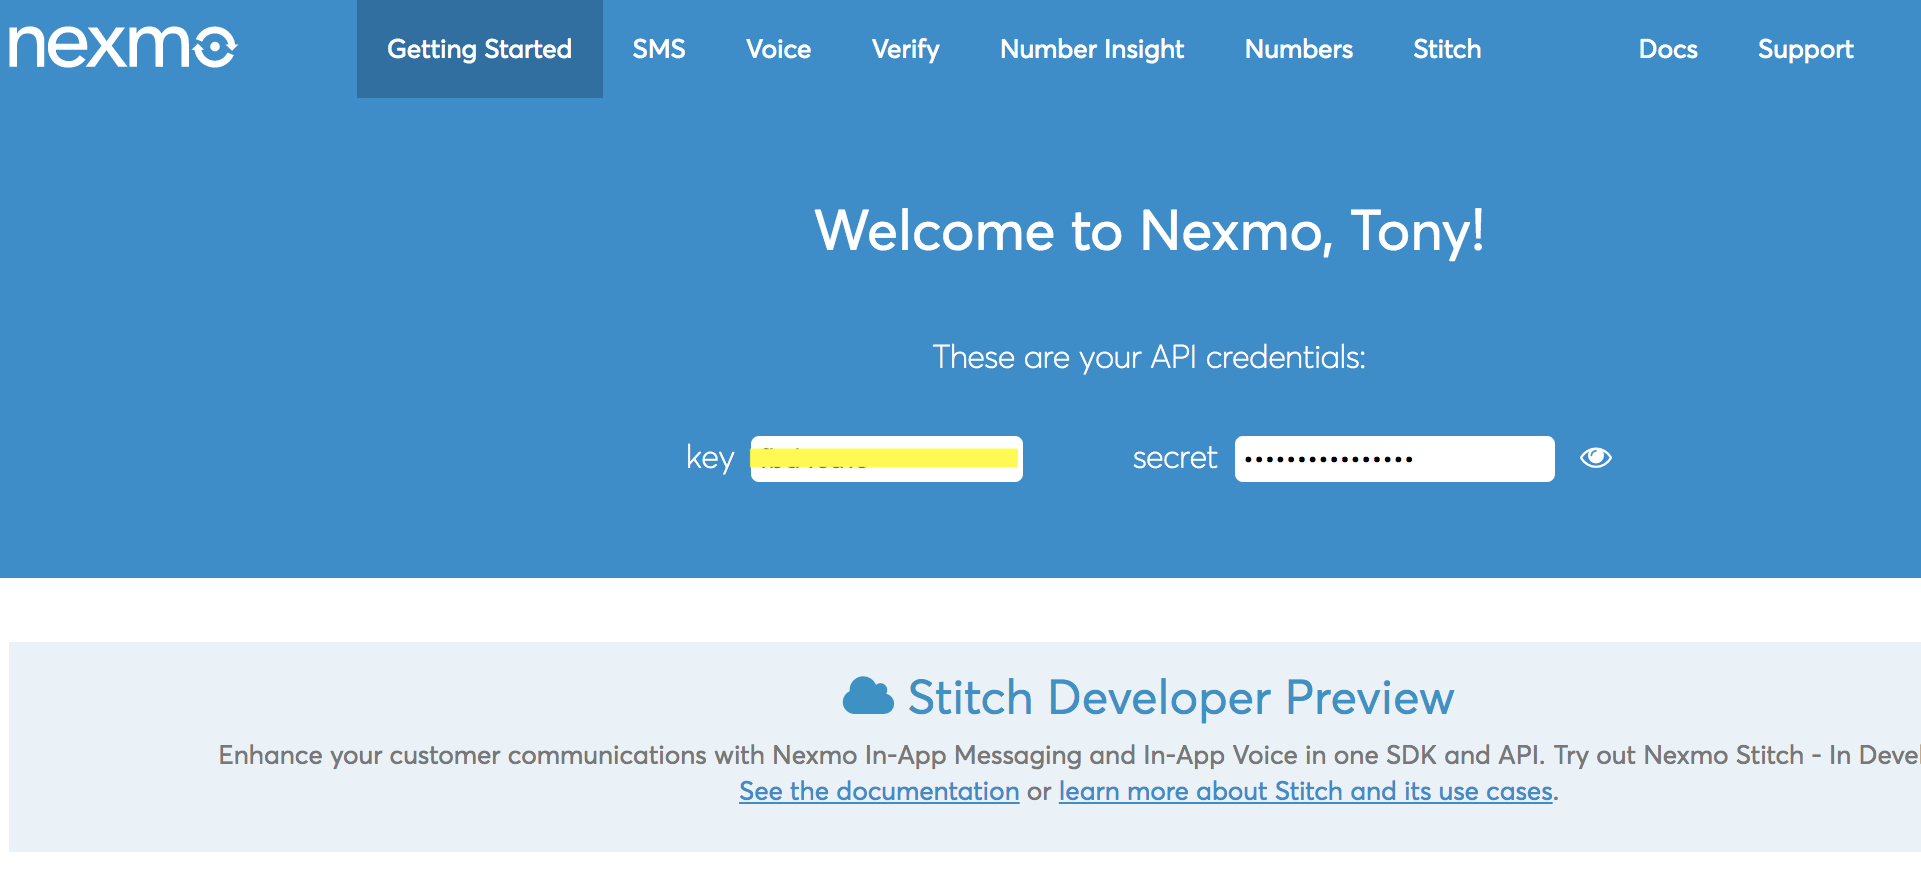 nexmo Getting Started SMS Voice Verify Number Insight Numbers Stitch Docs Support
Welcome to Nexmo, Tony!
These are your API credentials:
key secret ••••••••••••••••
Stitch Developer Preview
Enhance your customer communications with Nexmo In-App Messaging and In-App Voice in one SDK and API. Try out Nexmo Stitch - In
See the documentation or learn more about Stitch and its use cases.